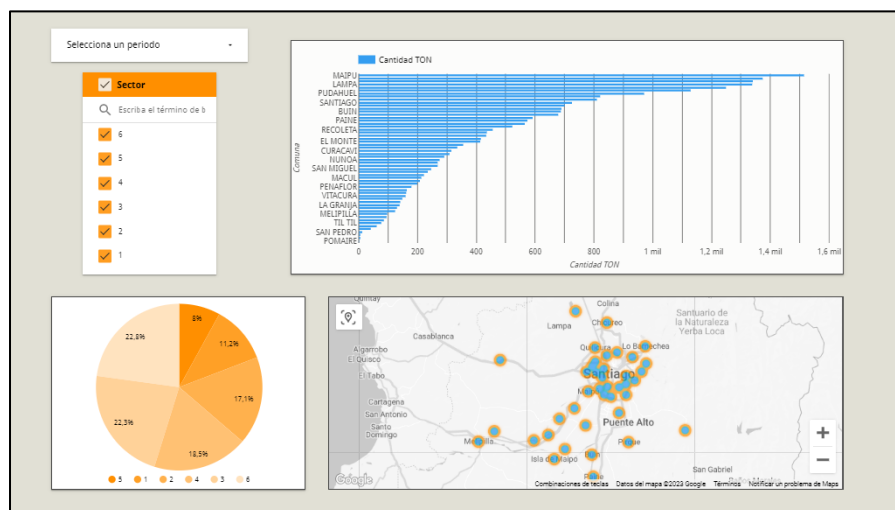 Selecciona un periodo
Sector
Escriba el término de b
6
5
4
3
2
1
Cantidad TON
Comuna
MAIPU
LAMPA
PUDAHUEL
SANTIAGO
BUIN
PAINE
RECOLETA
EL MONTE
CURACAVI
NUNOA
SAN MIGUEL
MACUL
PENAFLOR
VITACURA
LA GRANJA
MELIPILLA
TIL TIL
SAN PEDRO
POMAIRE
0 200 400 600 800 1 mil 1,2 mil 1,4 mil 1,6 mil
Cantidad TON
8%
11,2%
17,1%
18,5%
22,3%
22,8%
5 1 2 4 3 6
Quintay
Colina
Lampa
Santuario de
la Naturaleza
Yerba Loca
Casablanca
Algarrobo
El Quisco
El Tabo
Santiago
Cartagena
San Antonio
Santo
Domingo
Puente Alto
Isla de Maipo
San Gabriel
Google
Combinaciones de teclas Datos del mapa ©2023 Google Términos Notificar un problema de Maps